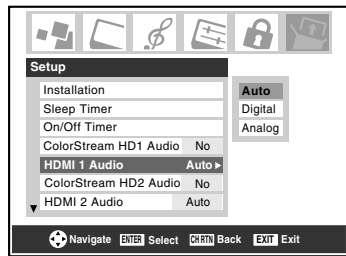 Setup
Installation
Sleep Timer
On/Off Timer
ColorStream HD1 Audio No
HDMI 1 Audio Auto
ColorStream HD2 Audio No
HDMI 2 Audio Auto
Auto
Digital
Analog
Navigate ENTER Select CH RTN Back EXIT Exit